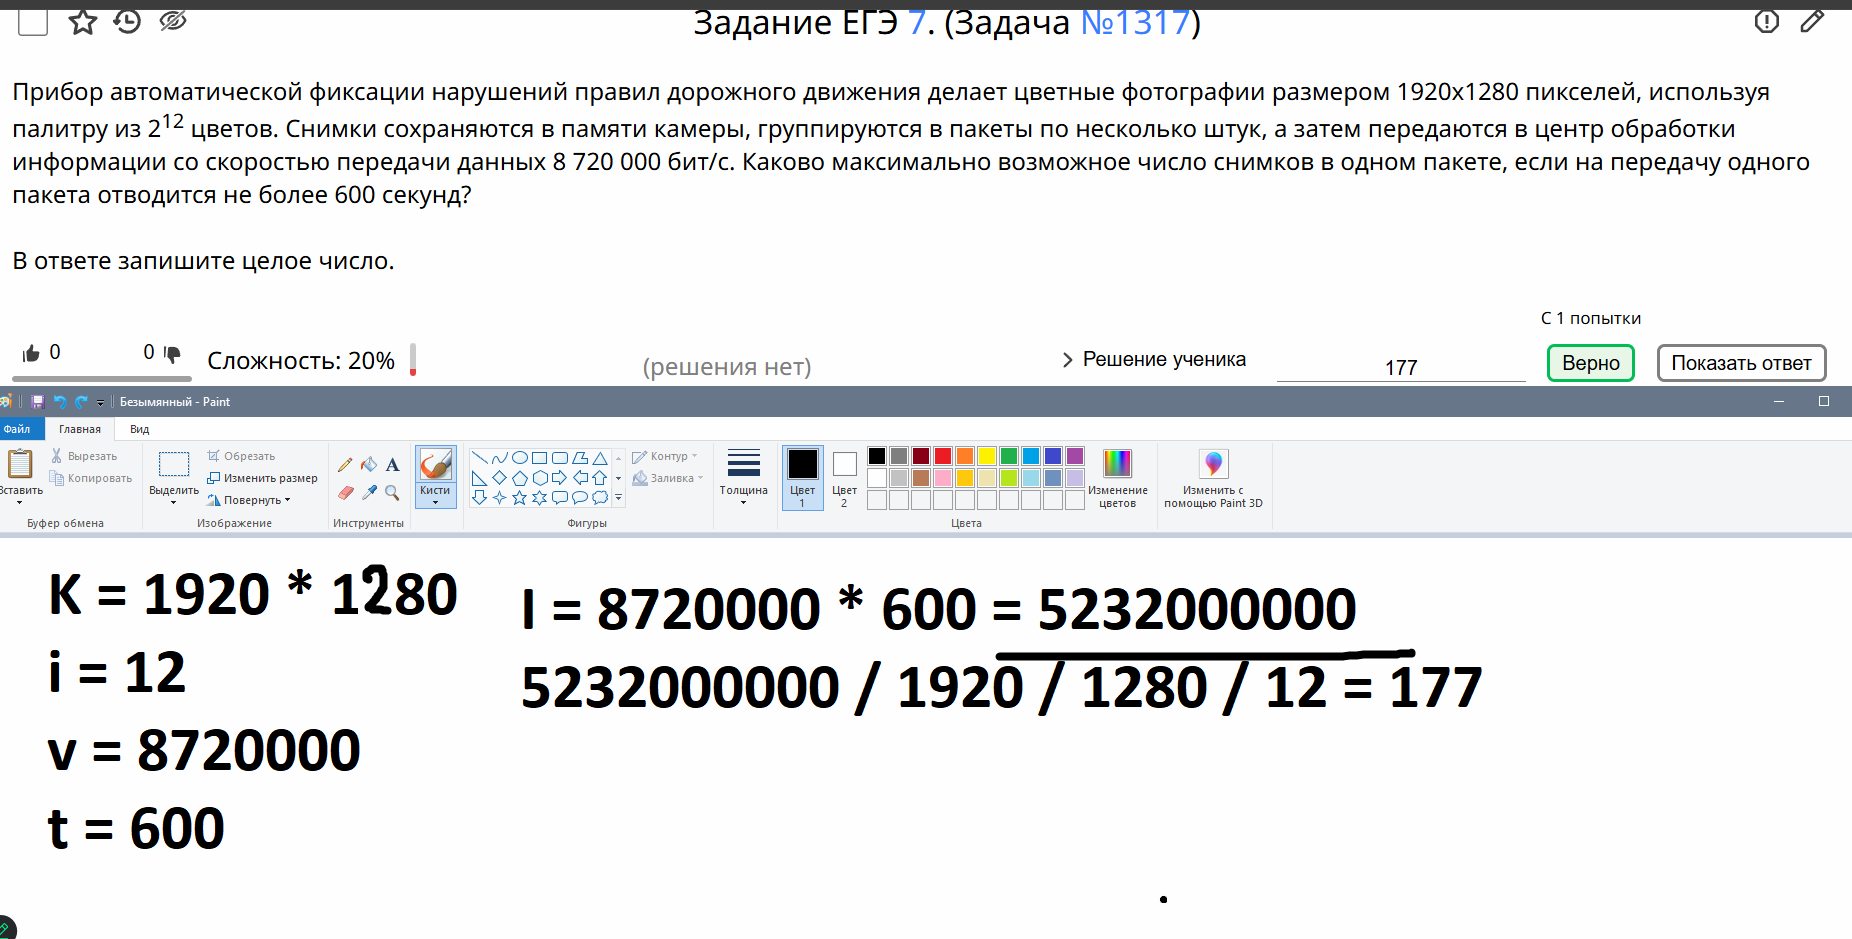 Задание ЕГЭ 7. (Задача №1317)
Прибор автоматической фиксации нарушений правил дорожного движения делает цветные фотографии размером 1920x1280 пикселей, используя
палитру из 2¹² цветов. Снимки сохраняются в памяти камеры, группируются в пакеты по несколько штук, а затем передаются в центр обработки
информации со скоростью передачи данных 8 720 000 бит/с. Каково максимально возможное число снимков в одном пакете, если на передачу одного
пакета отводится не более 600 секунд?
В ответе запишите целое число.
С 1 попытки
0 0 Сложность: 20% (решения нет) Решение ученика 177 Верно Показать ответ
Безымянный - Paint
Файл Главная Вид
Вставить Вырезать Копировать
Буфер обмена
Выделить Обрезать Изменить размер Повернуть
Изображение
A
Инструменты
Кисти
Контур Заливка
Фигуры
Толщина
Цвет 1 Цвет 2
Изменение цветов
Цвета
Изменить с помощью Paint 3D
K = 1920 * 1280
i = 12
v = 8720000
t = 600
I = 8720000 * 600 = 5232000000
5232000000 / 1920 / 1280 / 12 = 177